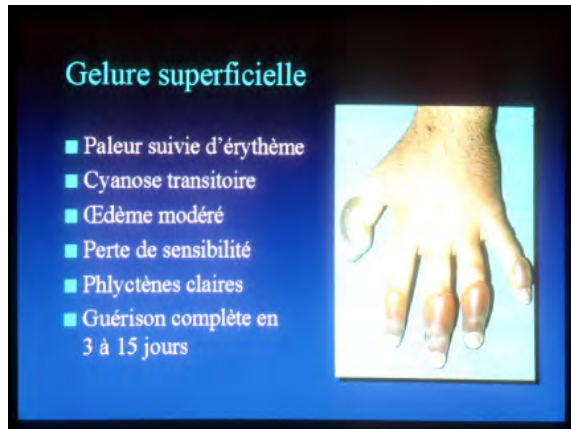 Gelure superficielle
Paleur suivie d'érythème
Cyanose transitoire
Œdème modéré
Perte de sensibilité
Phlyctènes claires
Guérison complète en
3 à 15 jours